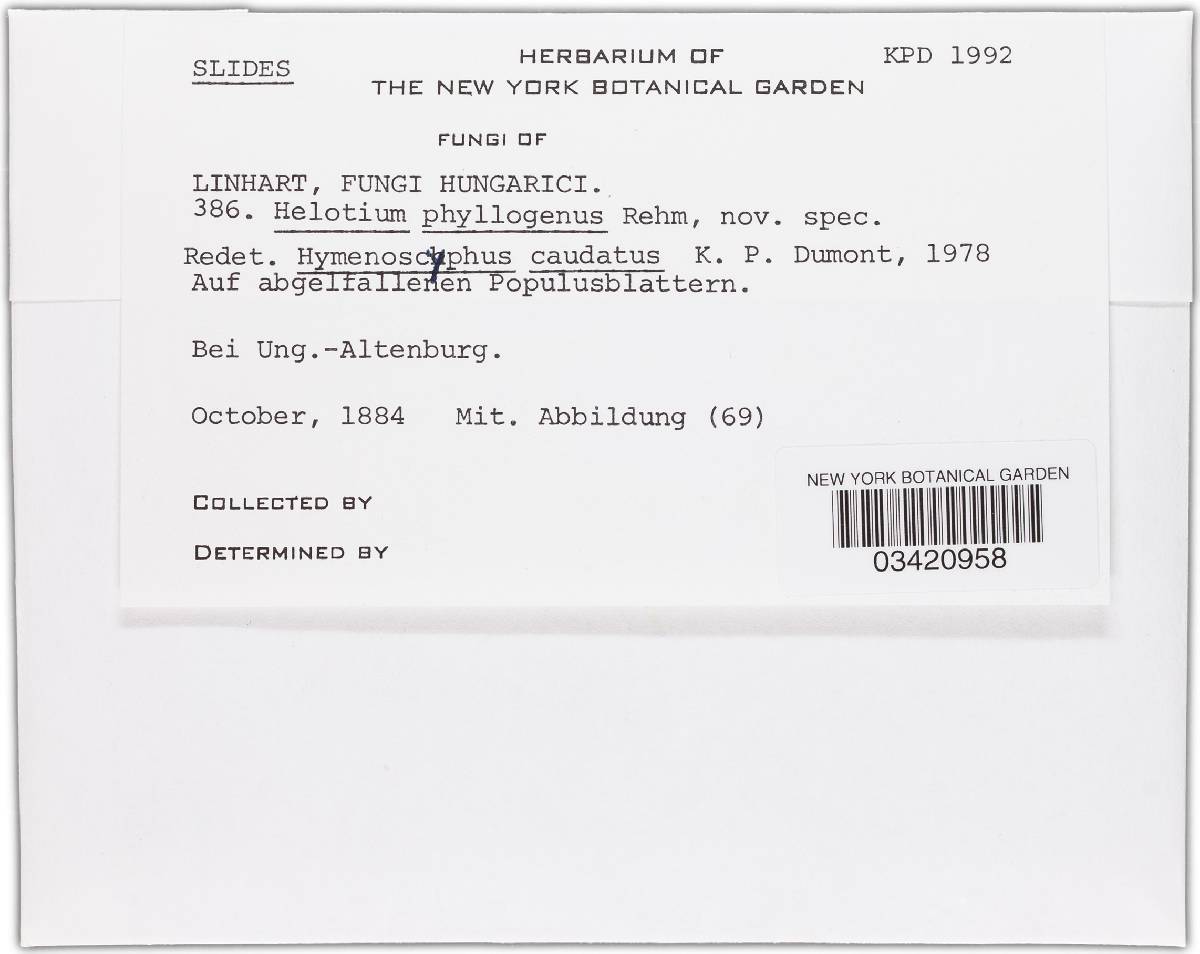 SLIDES
HERBARIUM OF
KPD 1992
THE NEW YORK BOTANICAL GARDEN
FUNGI OF
LINHART, FUNGI HUNGARICI.
386. Helotium phyllogenus Rehm, nov. spec.
Redet. Hymenoscyphus caudatus K. P. Dumont, 1978
Auf abgelfallenen Populusblattern.
Bei Ung.-Altenburg.
October, 1884 Mit. Abbildung (69)
COLLECTED BY
DETERMINED BY
NEW YORK BOTANICAL GARDEN
03420958